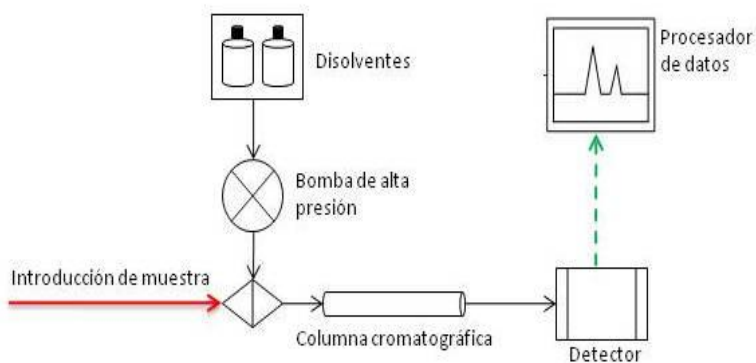 Disolventes
Procesador
de datos
Bomba de alta
presión
Introducción de muestra
Columna cromatográfica
Detector